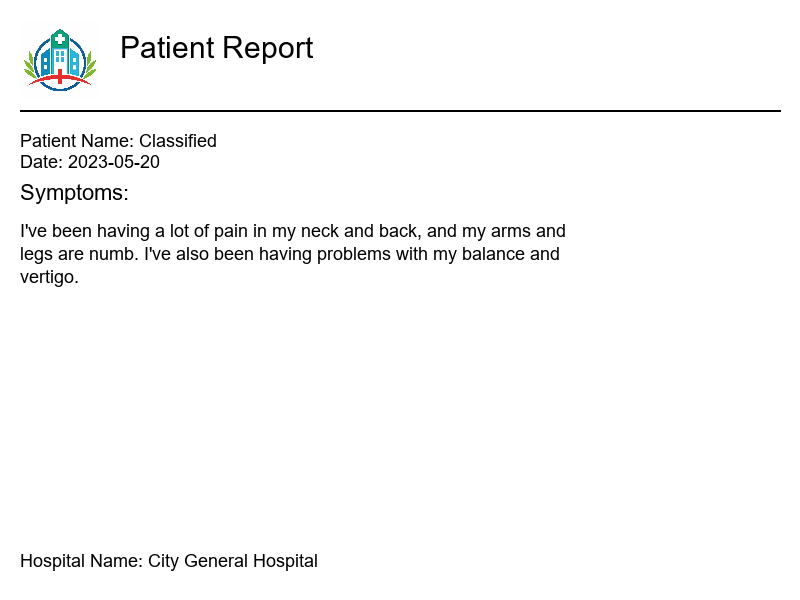 Patient Report
Patient Name: Classified
Date: 2023-05-20
Symptoms:
I've been having a lot of pain in my neck and back, and my arms and
legs are numb. I've also been having problems with my balance and
vertigo.
Hospital Name: City General Hospital